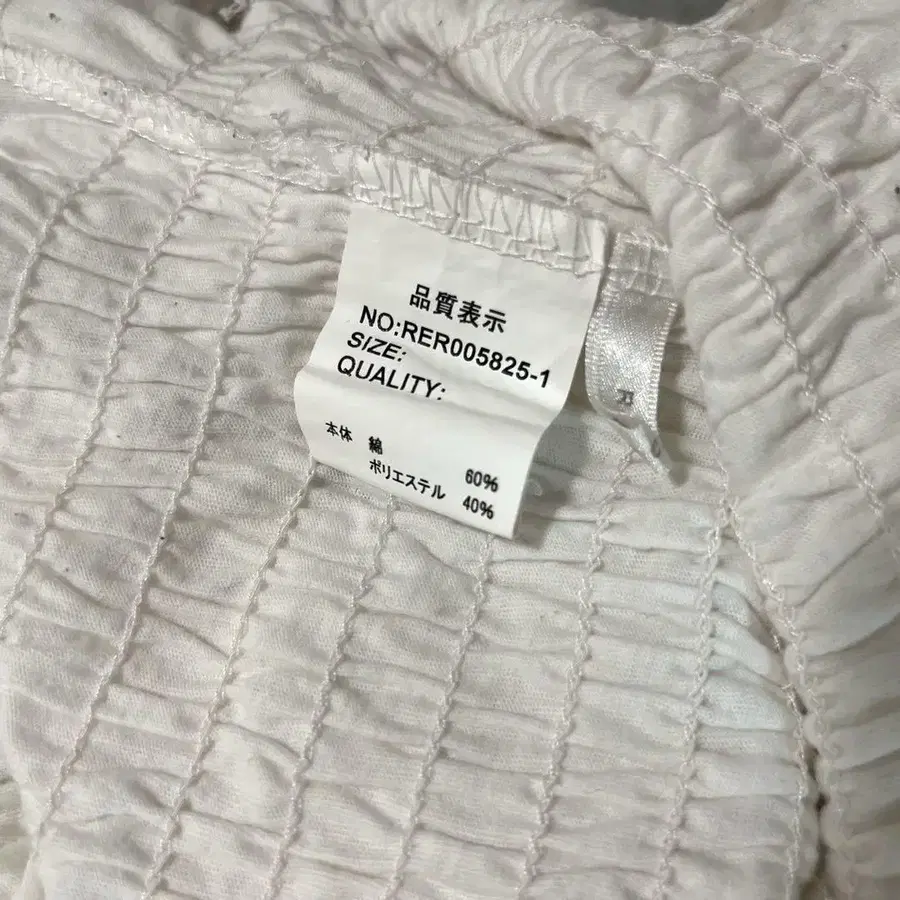 品質表示
NO:RER005825-1
SIZE:
QUALITY:
本体 綿 60%
ポリエステル 40%
R